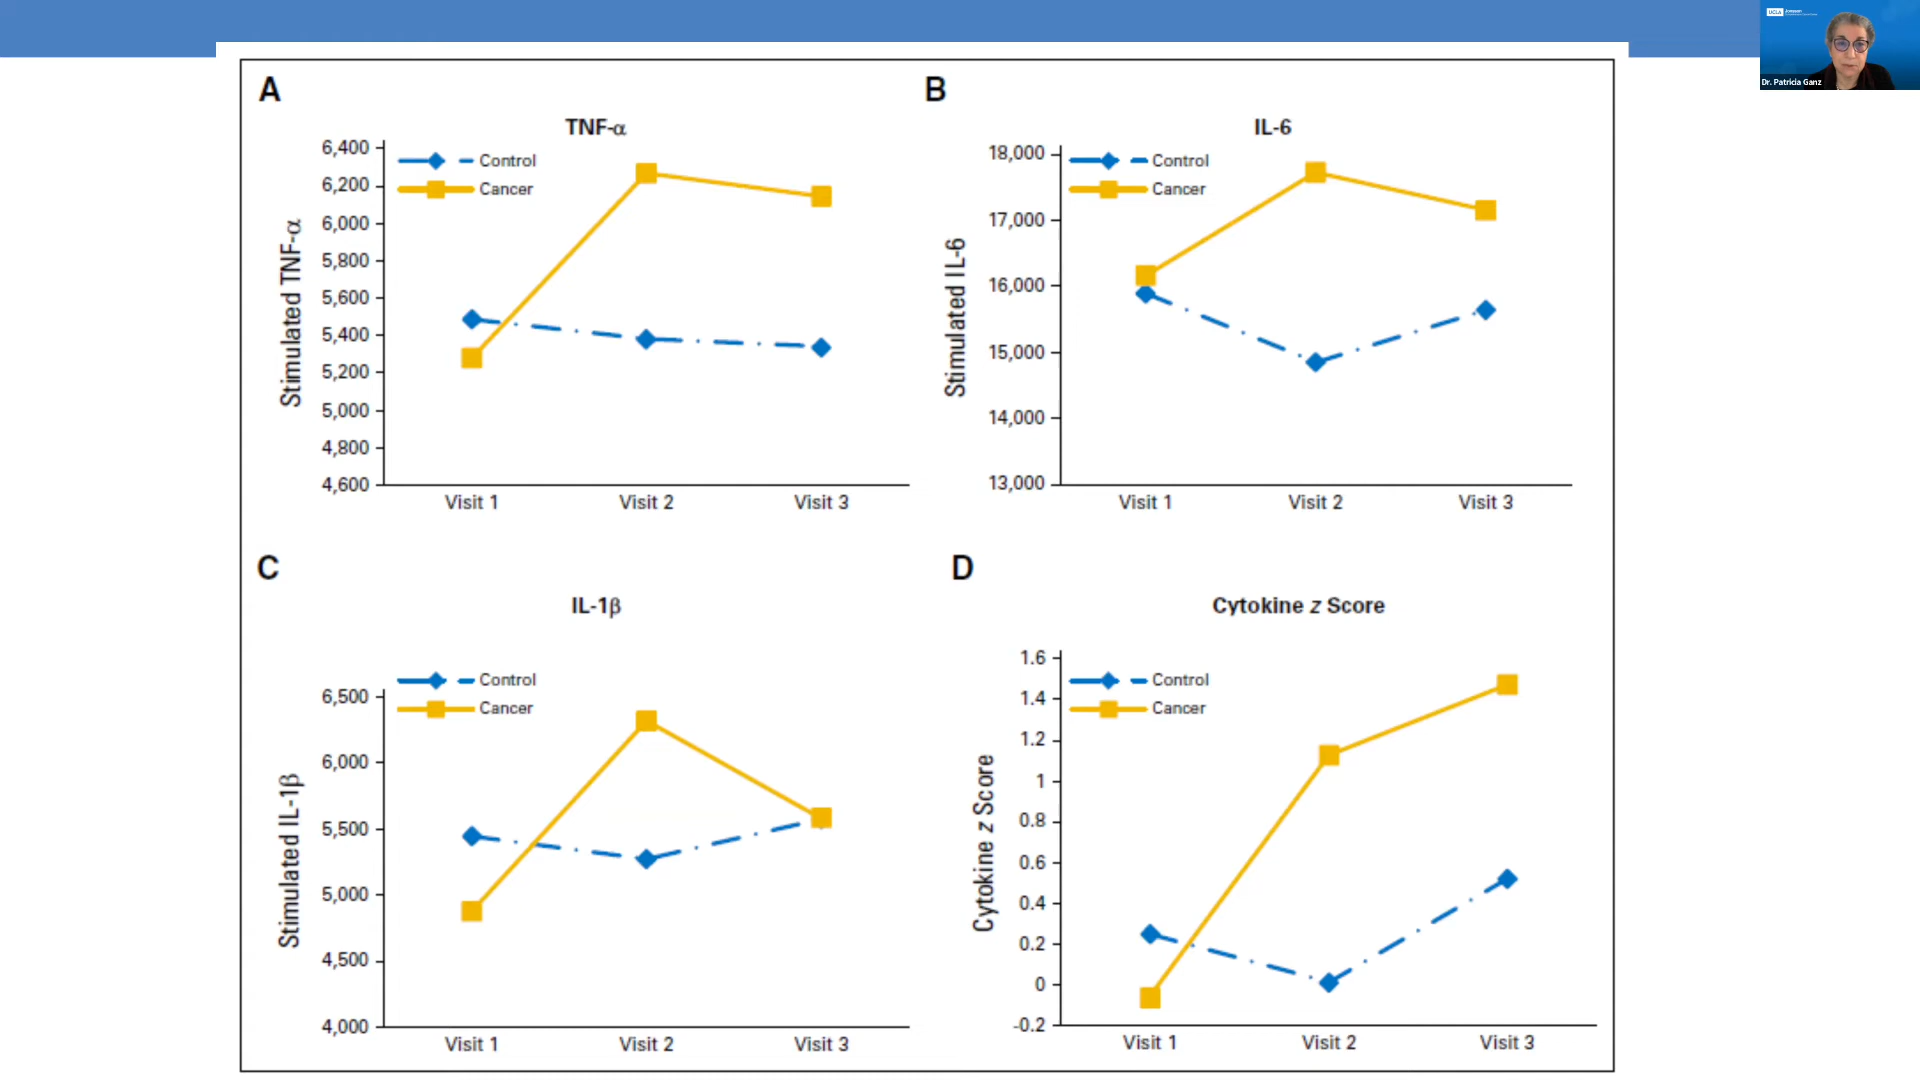 UCLA Jonsson
Dr. Patricia Ganz
A
TNF-α
Stimulated TNF-α
6,400
6,200
6,000
5,800
5,600
5,400
5,200
5,000
4,800
4,600
Control
Cancer
Visit 1 Visit 2 Visit 3
B
IL-6
Stimulated IL-6
18,000
17,000
16,000
15,000
14,000
13,000
Control
Cancer
Visit 1 Visit 2 Visit 3
C
IL-1β
Stimulated IL-1β
6,500
6,000
5,500
5,000
4,500
4,000
Control
Cancer
Visit 1 Visit 2 Visit 3
D
Cytokine z Score
Cytokine z Score
1.6
1.4
1.2
1
0.8
0.6
0.4
0.2
0
-0.2
Control
Cancer
Visit 1 Visit 2 Visit 3